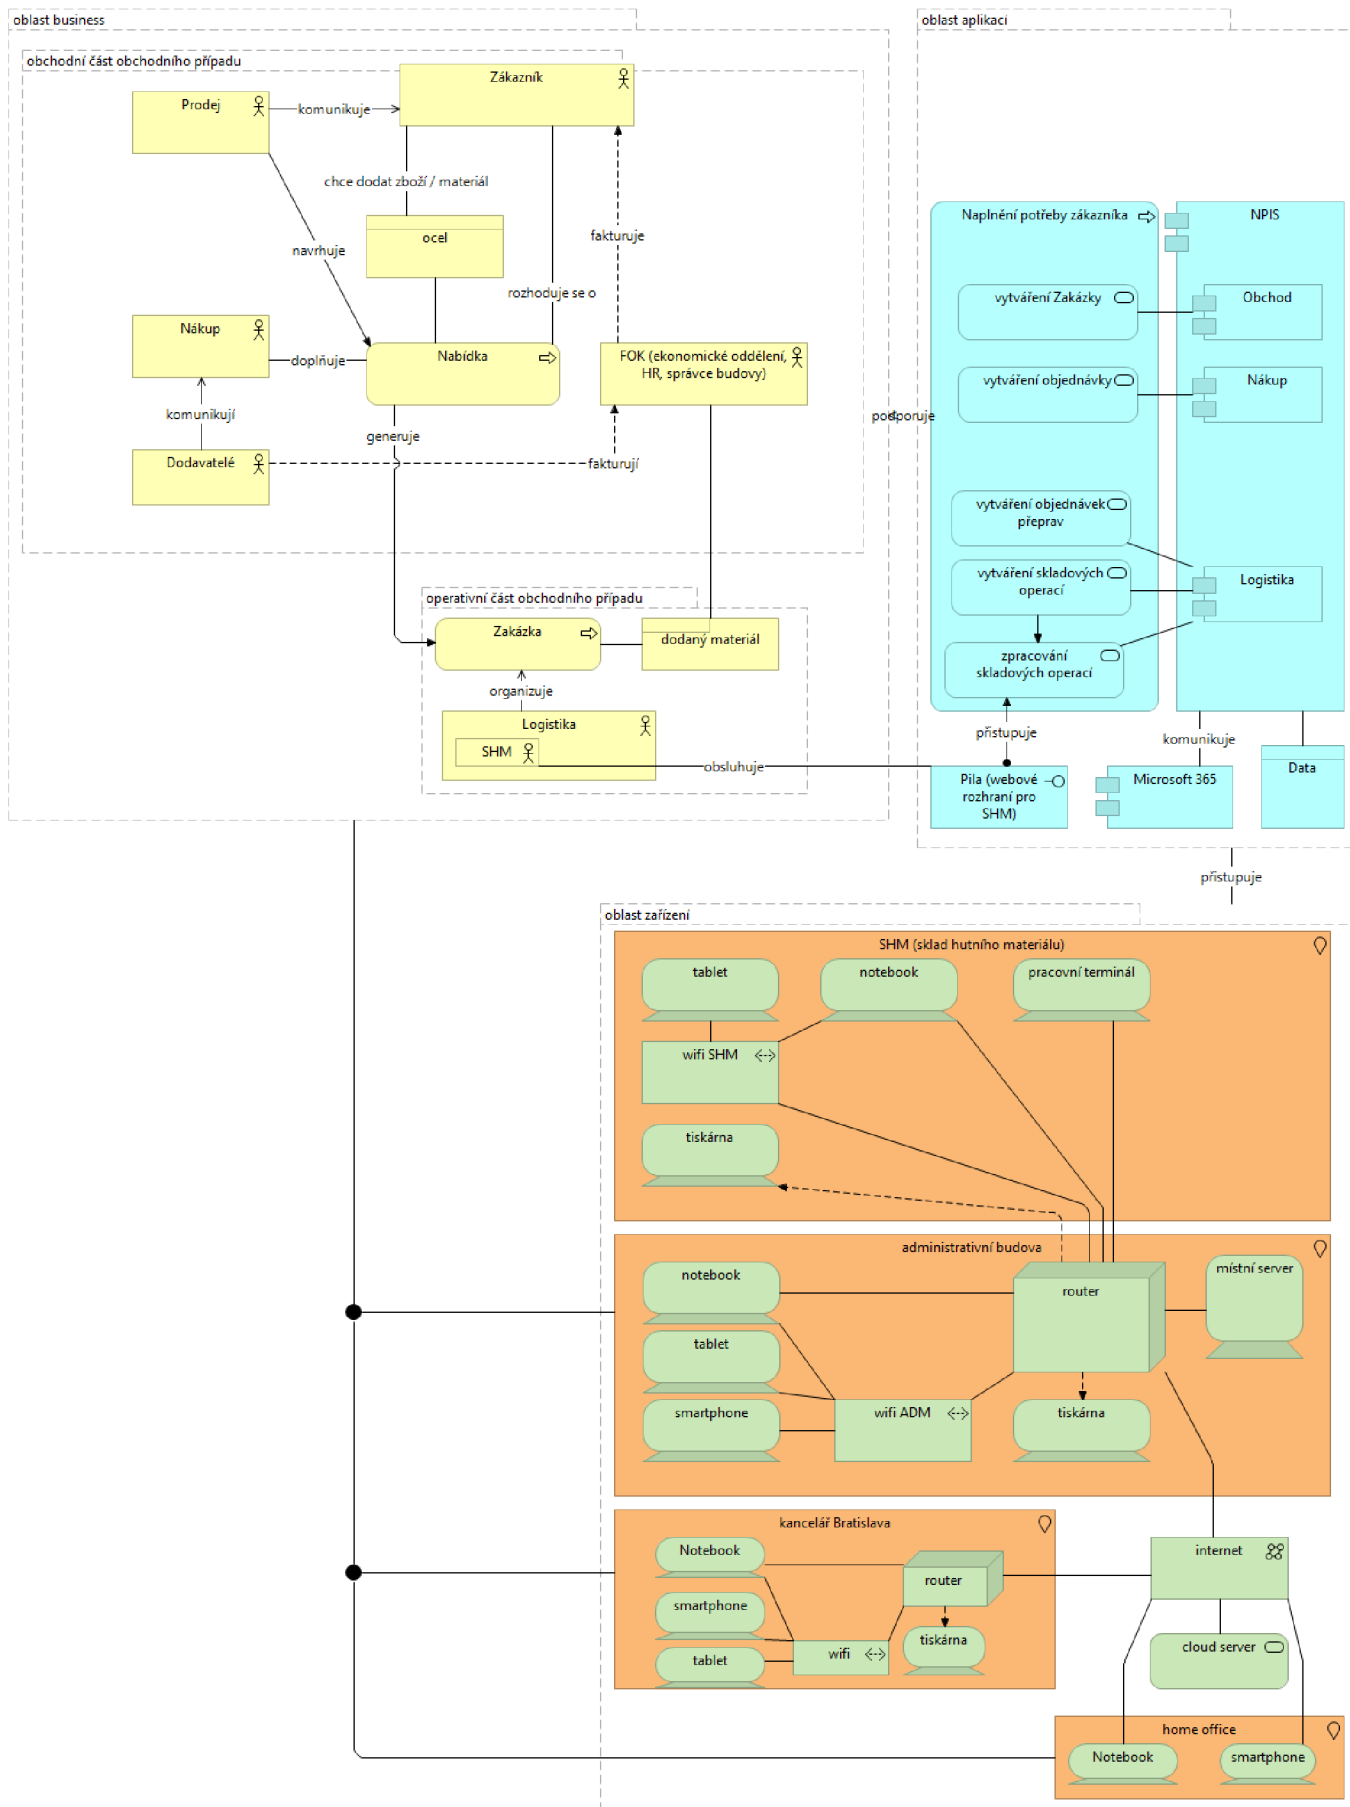 oblast business
oblast aplikací
obchodní část obchodního případu
Zákazník
Prodej
komunikuje
chce dodat zboží / materiál
ocel
navrhuje
fakturuje
rozhoduje se o
Nákup
doplňuje
Nabídka
FOK (ekonomické oddělení,
HR, správce budovy)
komunikují
generuje
Dodavatelé
fakturují
podporuje
Naplnění potřeby zákazníka
NPIS
vytváření Zakázky
Obchod
vytváření objednávky
Nákup
vytváření objednávek
přeprav
vytváření skladových
operací
Logistika
zpracování
skladových operací
operativní část obchodního případu
Zakázka
dodaný materiál
organizuje
Logistika
SHM
obsluhuje
přistupuje
komunikuje
Pila (webové
rozhraní pro
SHM)
Microsoft 365
Data
přistupuje
oblast zařízení
SHM (sklad hutního materiálu)
tablet
notebook
pracovní terminál
wifi SHM
tiskárna
administrativní budova
notebook
router
místní server
tablet
smartphone
wifi ADM
tiskárna
kancelář Bratislava
Notebook
router
internet
smartphone
tiskárna
cloud server
wifi
tablet
home office
Notebook
smartphone